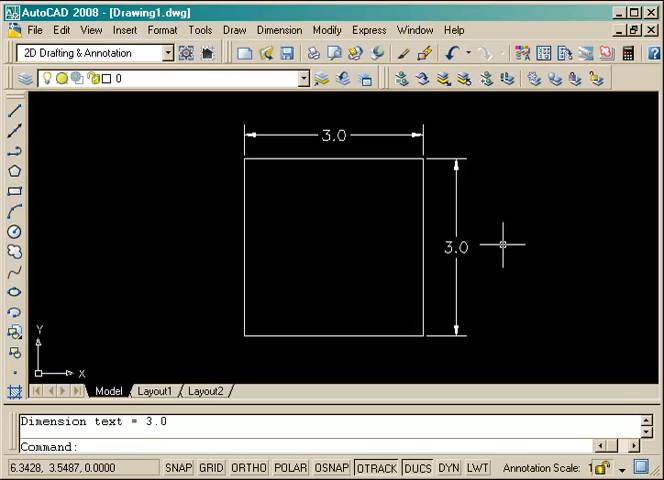 AutoCAD 2008 - [Drawing1.dwg]
File Edit View Insert Format Tools Draw Dimension Modify Express Window Help
2D Drafting & Annotation
0
3.0
3.0
Y
X
Model Layout1 Layout2
Dimension text = 3.0
Command:
6.3428, 3.5487, 0.0000 SNAP GRID ORTHO POLAR OSNAP OTRACK DUCS DYN LWT Annotation Scale: 1